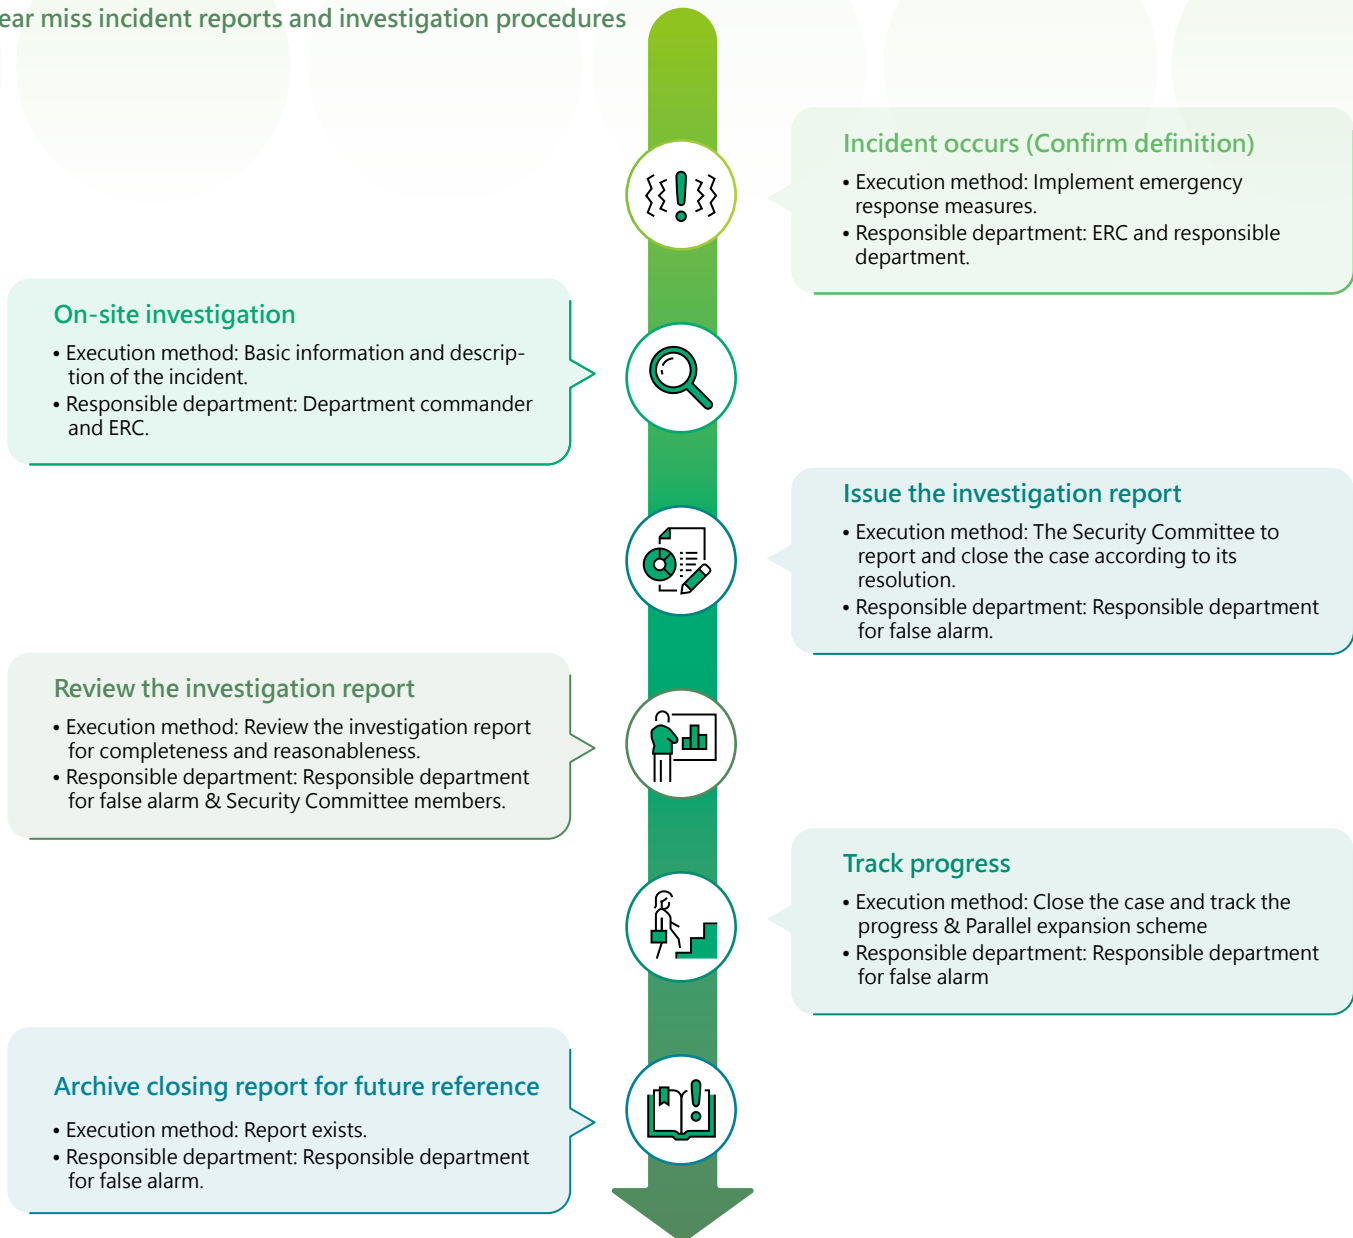 ear miss incident reports and investigation procedures
Incident occurs (Confirm definition)
• Execution method: Implement emergency
response measures.
• Responsible department: ERC and responsible
department.
On-site investigation
• Execution method: Basic information and descrip-
tion of the incident.
• Responsible department: Department commander
and ERC.
Issue the investigation report
• Execution method: The Security Committee to
report and close the case according to its
resolution.
• Responsible department: Responsible department
for false alarm.
Review the investigation report
• Execution method: Review the investigation report
for completeness and reasonableness.
• Responsible department: Responsible department
for false alarm & Security Committee members.
Track progress
• Execution method: Close the case and track the
progress & Parallel expansion scheme
• Responsible department: Responsible department
for false alarm
Archive closing report for future reference
• Execution method: Report exists.
• Responsible department: Responsible department
for false alarm.